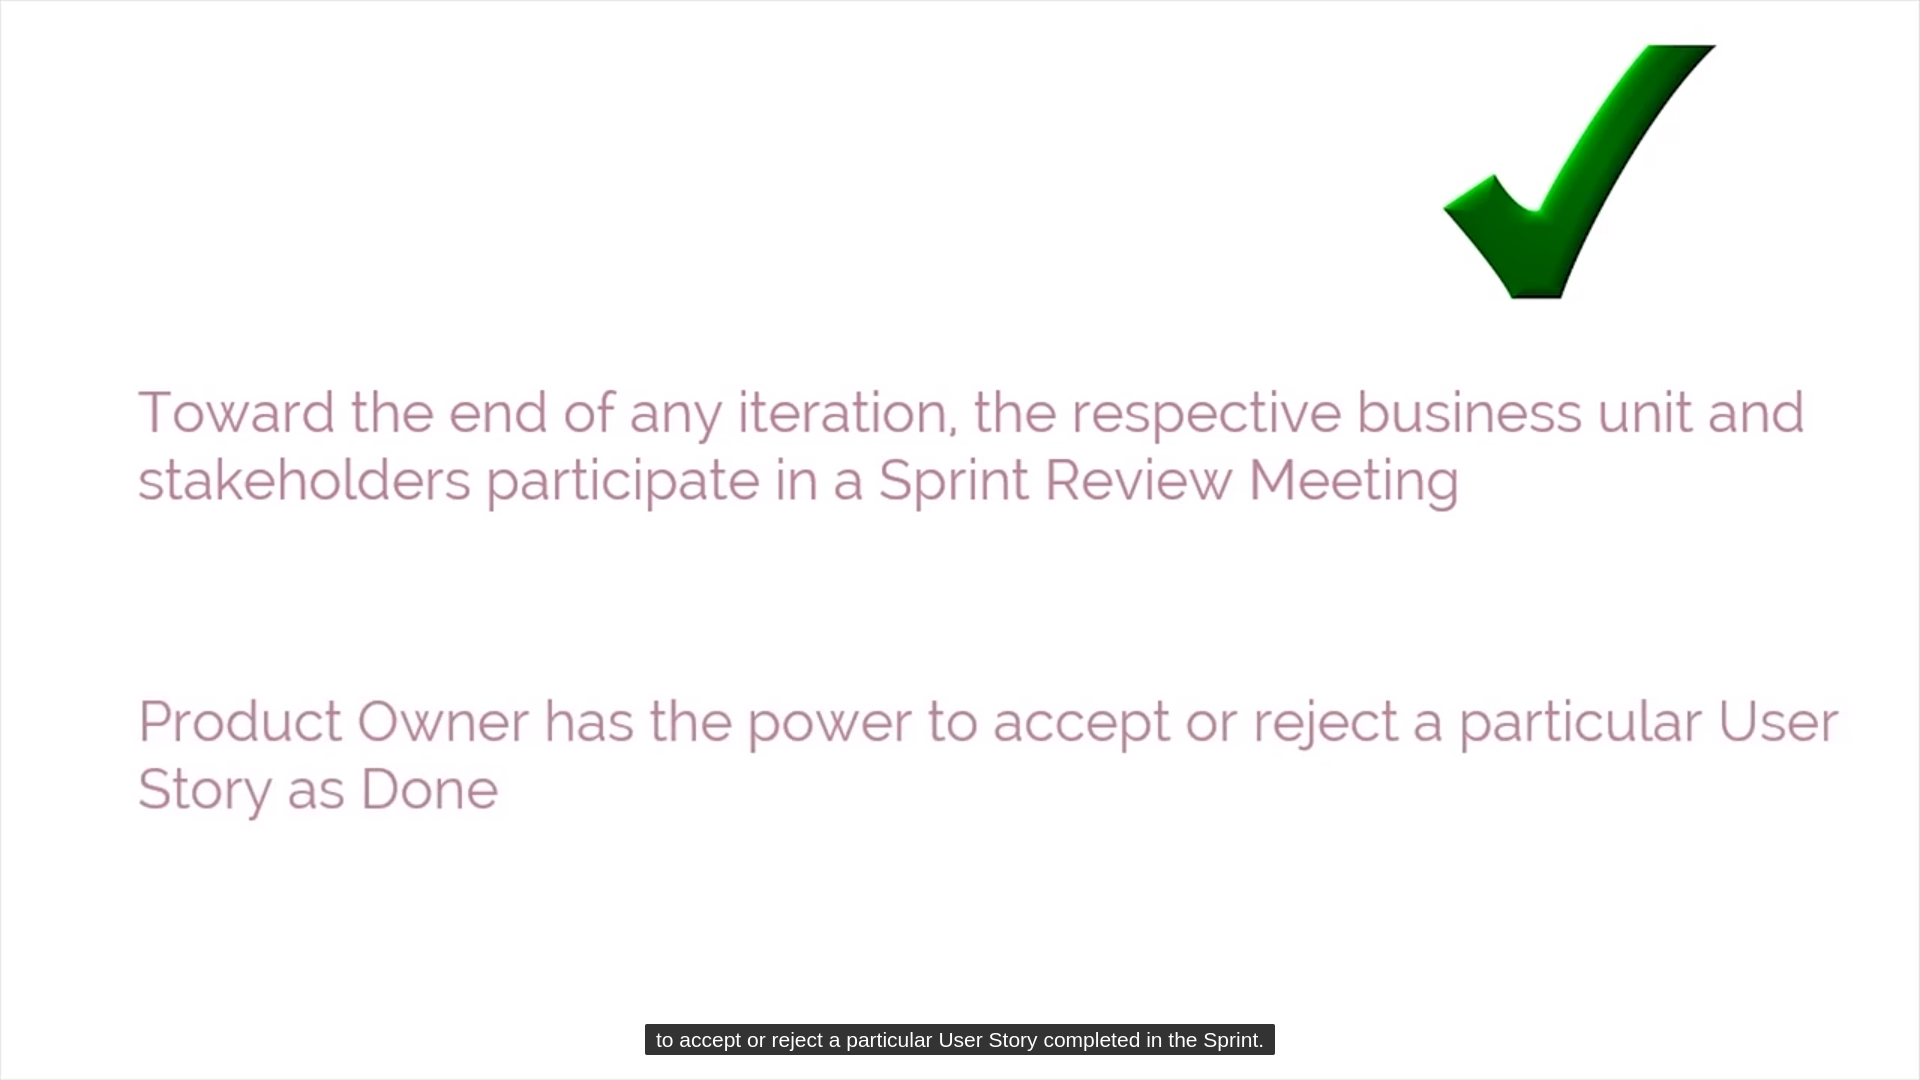 Toward the end of any iteration, the respective business unit and
stakeholders participate in a Sprint Review Meeting
Product Owner has the power to accept or reject a particular User
Story as Done
to accept or reject a particular User Story completed in the Sprint.